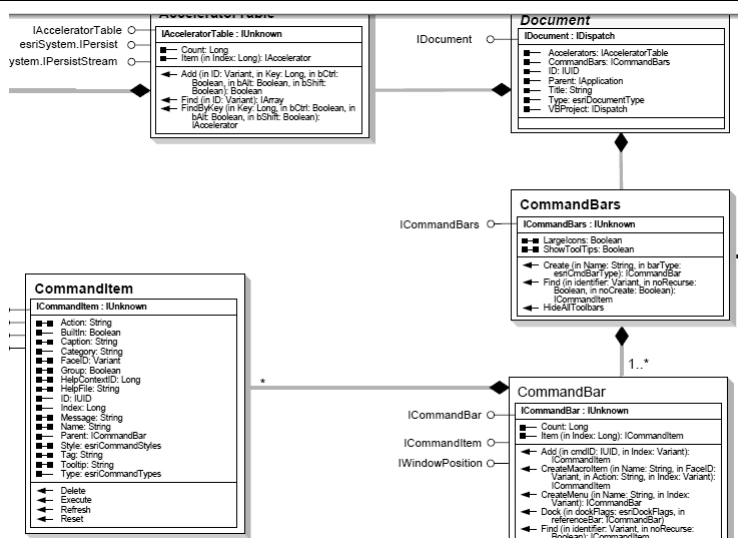 AcceleratorTable
IAcceleratorTable
esriSystem.IPersist
ystem.IPersistStream
IAcceleratorTable : IUnknown
Count: Long
Item (in Index: Long): IAccelerator
Add (in ID: Variant, in Key: Long, in bCtrl:
Boolean, in bAlt: Boolean, in bShift:
Boolean): Boolean
Find (in ID: Variant): IArray
FindByKey (in Key: Long, in bCtrl: Boolean, in
bAlt: Boolean, in bShift: Boolean):
IAccelerator
Document
IDocument
IDocument : IDispatch
Accelerators: IAcceleratorTable
CommandBars: ICommandBars
ID: IUID
Parent: IApplication
Title: String
Type: esriDocumentType
VBProject: IDispatch
CommandBars
ICommandBars
ICommandBars : IUnknown
LargeIcons: Boolean
ShowToolTips: Boolean
Create (in Name: String, in barType:
esriCmdBarType): ICommandBar
Find (in identifier: Variant, in noRecurse:
Boolean, in noCreate: Boolean):
ICommandItem
HideAllToolbars
CommandItem
ICommandItem : IUnknown
Action: String
BuiltIn: Boolean
Caption: String
Category: String
FaceID: Variant
Group: Boolean
HelpContextID: Long
HelpFile: String
ID: IUID
Index: Long
Message: String
Name: String
Parent: ICommandBar
Style: esriCommandStyles
Tag: String
Tooltip: String
Type: esriCommandTypes
Delete
Execute
Refresh
Reset
*
1..*
CommandBar
ICommandBar
ICommandItem
IWindowPosition
ICommandBar : IUnknown
Count: Long
Item (in Index: Long): ICommandItem
Add (in cmdID: IUID, in Index: Variant):
ICommandItem
CreateMacroItem (in Name: String, in FaceID:
Variant, in Action: String, in Index: Variant):
ICommandItem
CreateMenu (in Name: String, in Index:
Variant): ICommandBar
Dock (in dockFlags: esriDockFlags, in
referenceBar: ICommandBar)
Find (in identifier: Variant, in noRecurse:
Boolean): ICommandItem